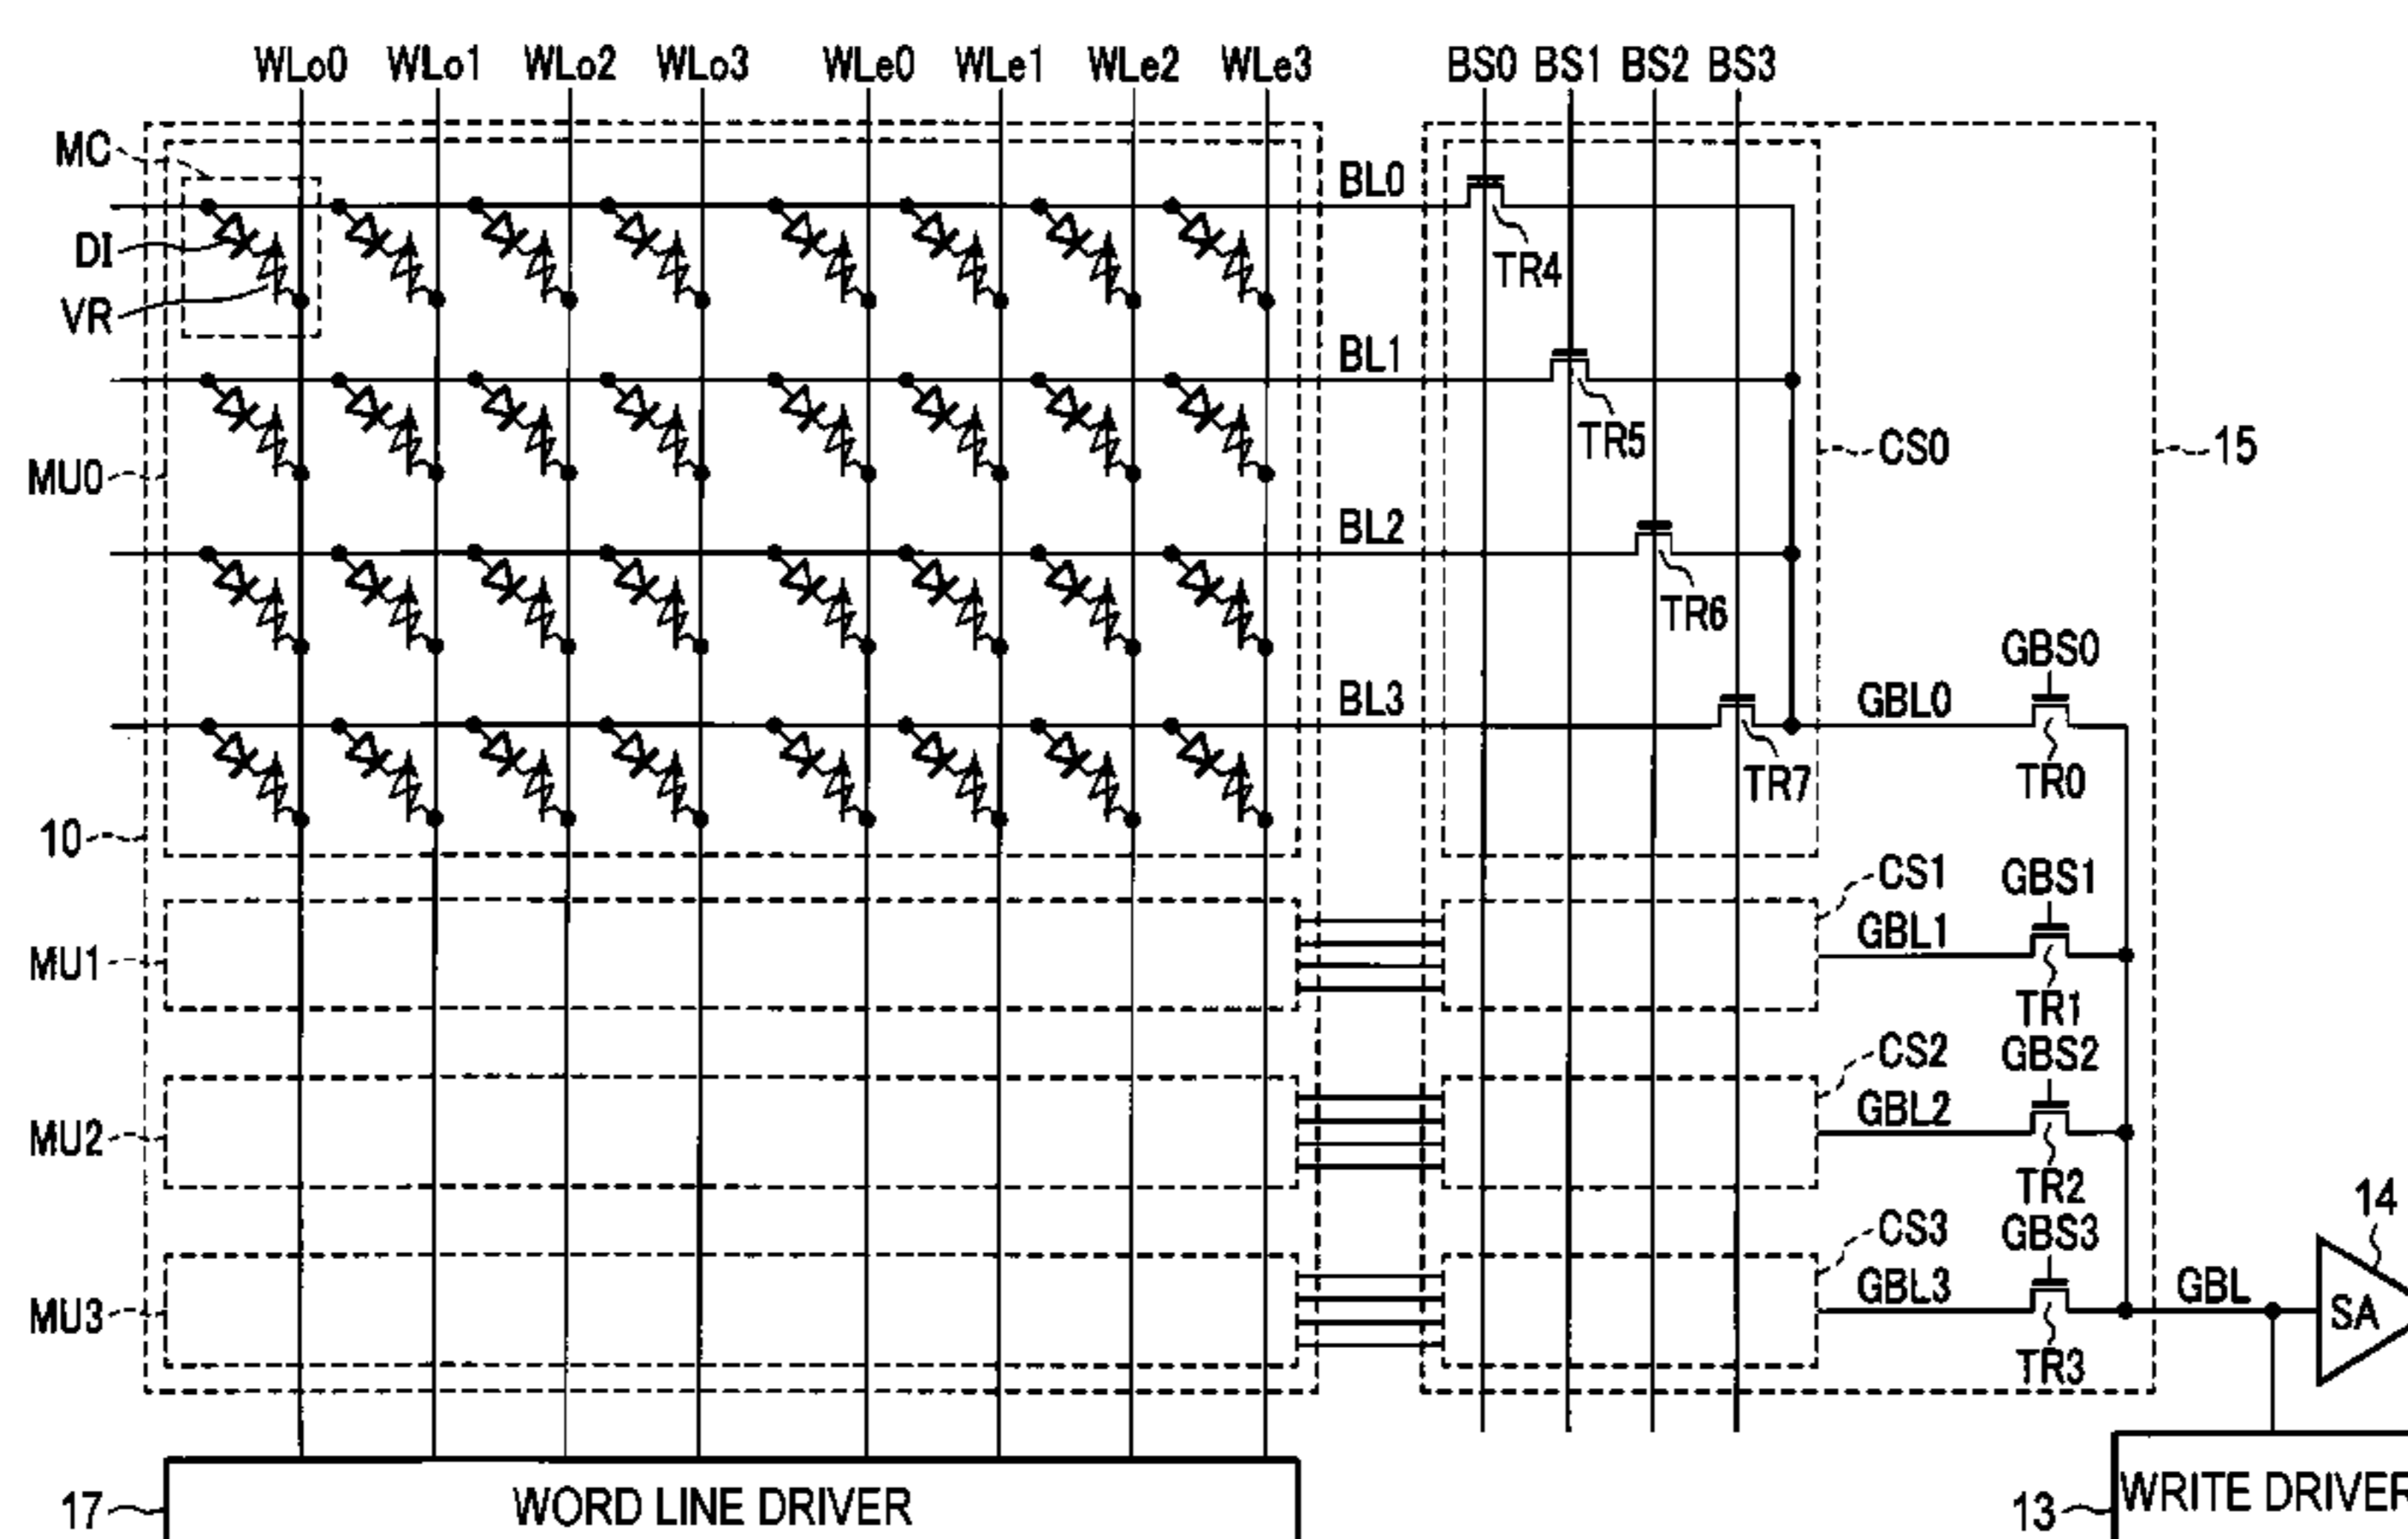 WLo0 WLo1 WLo2 WLo3 WLe0 WLe1 WLe2 WLe3 BS0 BS1 BS2 BS3
MC
BL0
DI
TR4
VR
BL1
TR5
CS0
15
MU0
BL2
TR6
GBS0
BL3
GBL0
TR7
TR0
10
CS1
GBS1
GBL1
MU1
TR1
CS2
GBS2
GBL2
MU2
TR2
14
CS3
GBS3
GBL3
GBL
SA
MU3
TR3
17
WORD LINE DRIVER
13
WRITE DRIVER